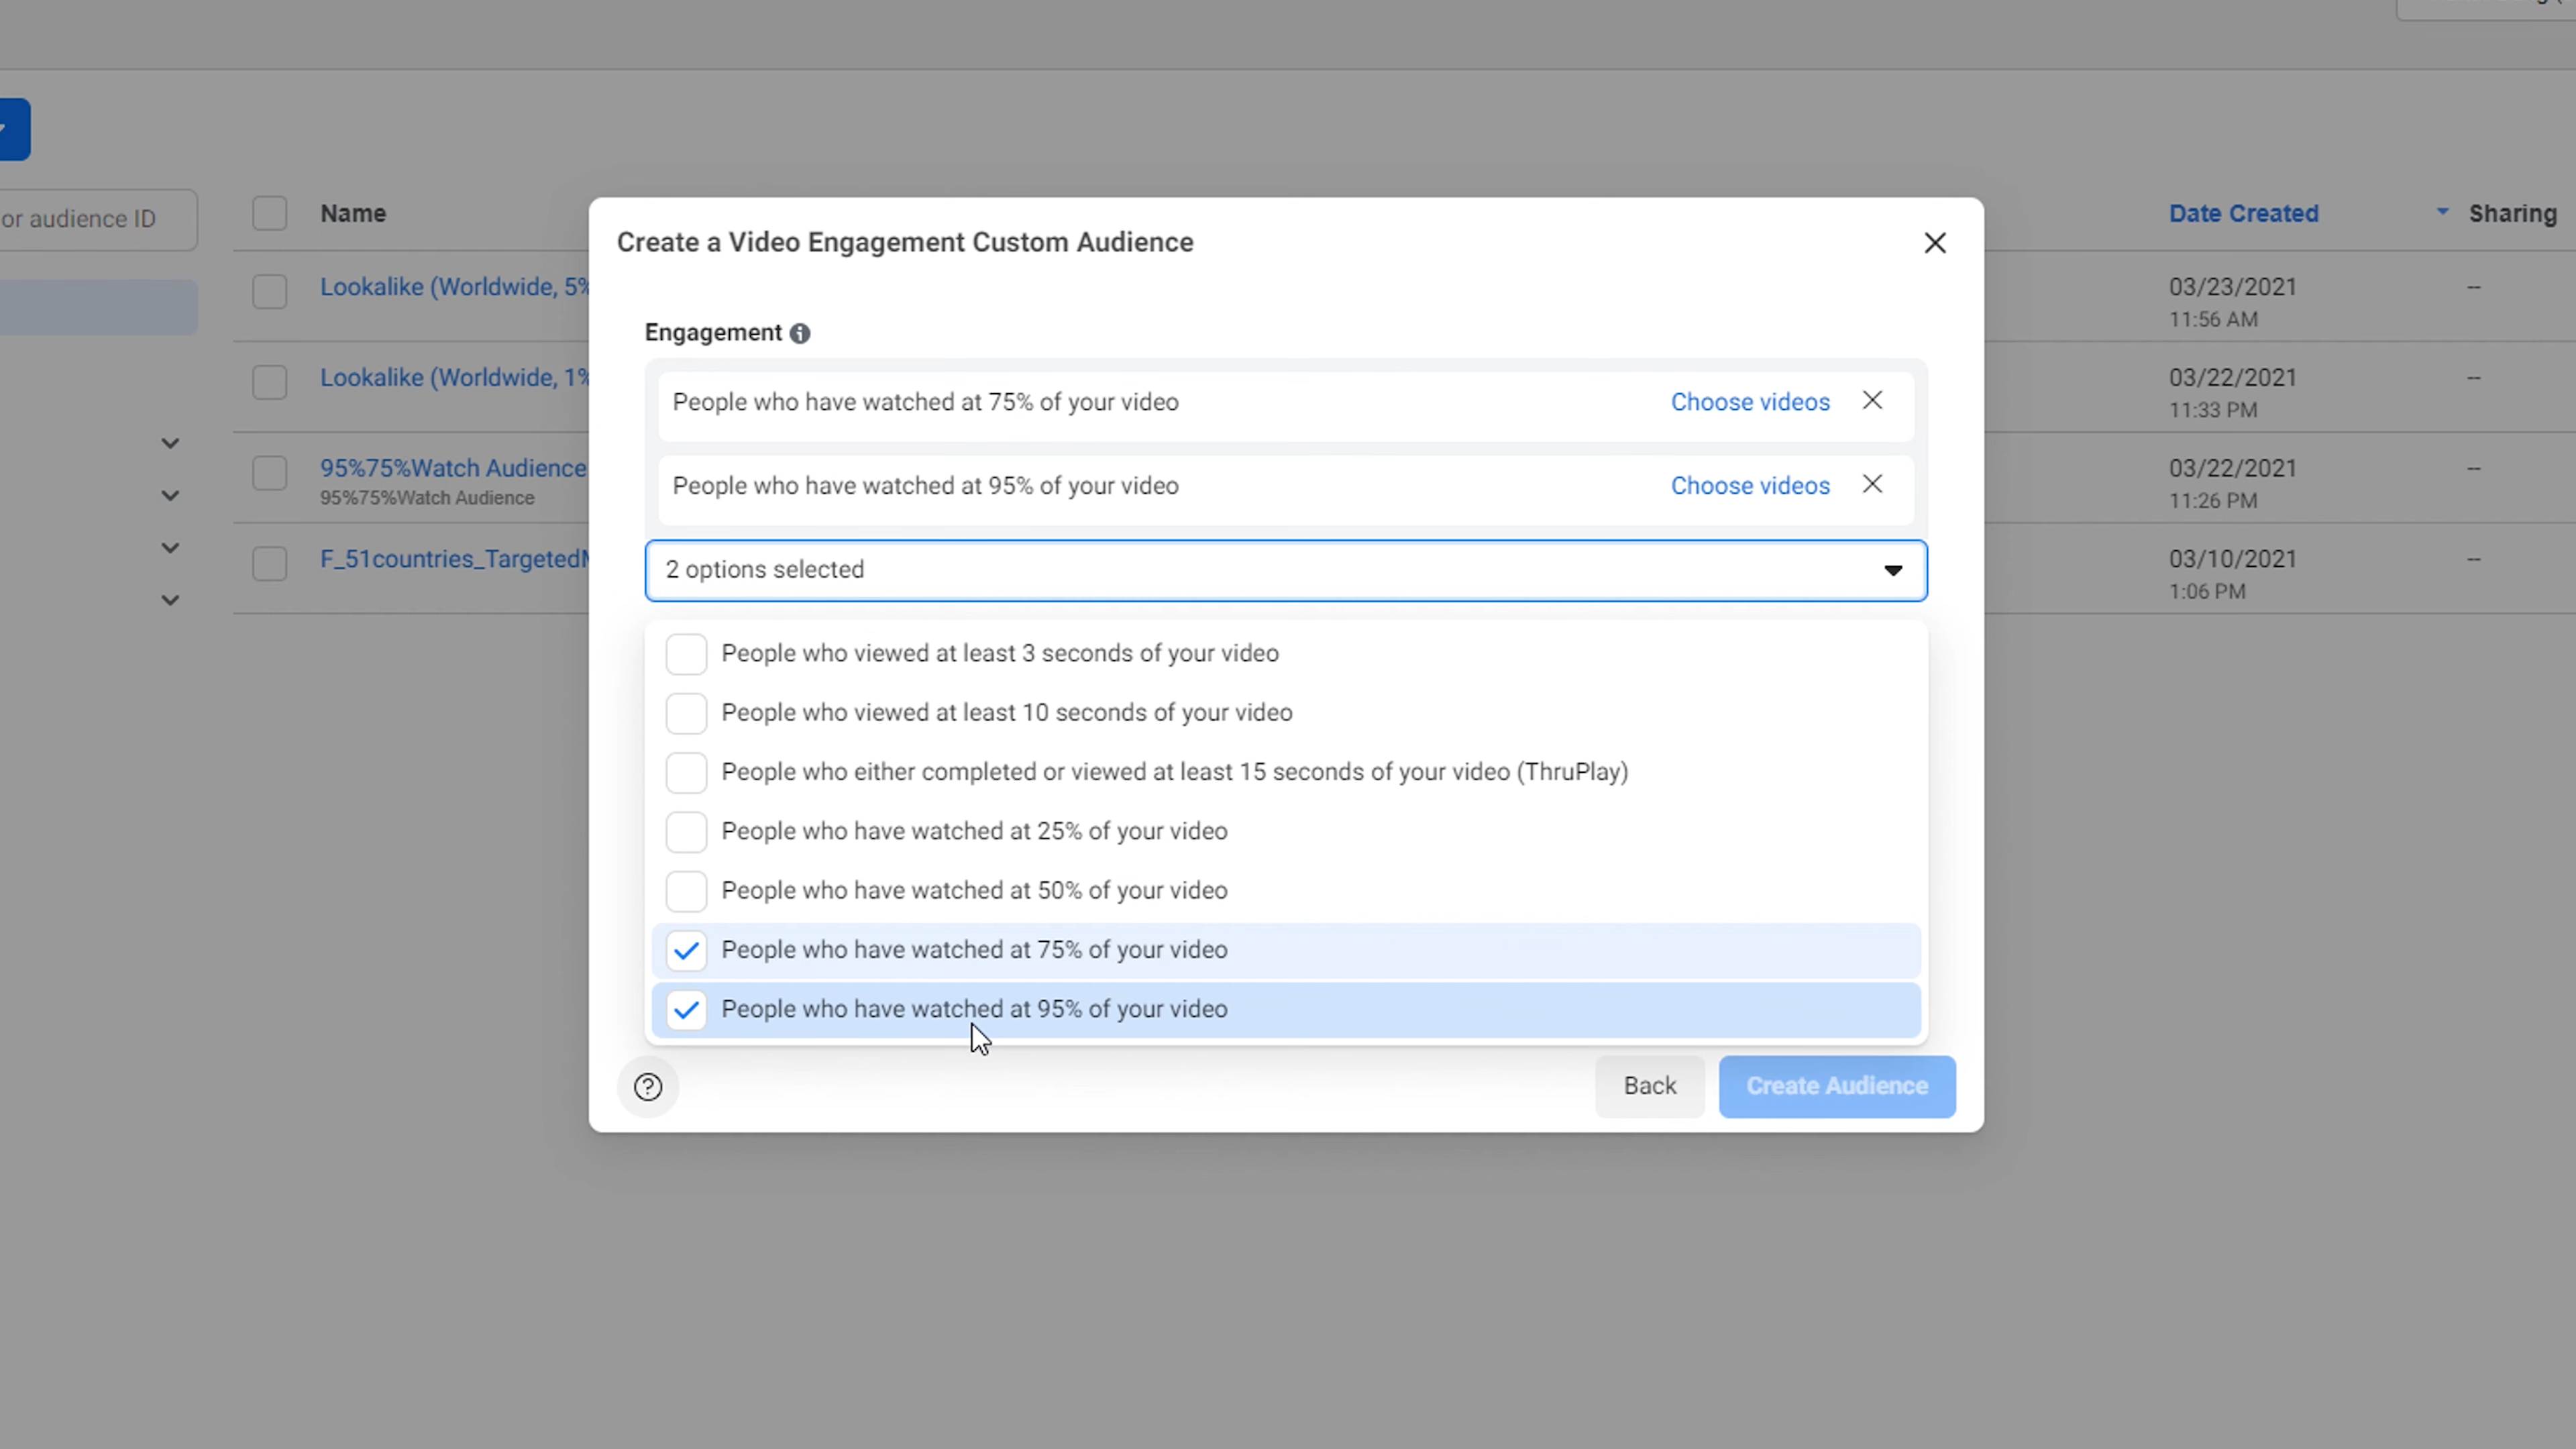 or audience ID
Name
Date Created
Sharing
Lookalike (Worldwide, 5%
03/23/2021
--
11:56 AM
Lookalike (Worldwide, 1%
03/22/2021
--
11:33 PM
95%75%Watch Audience
95%75%Watch Audience
03/22/2021
--
11:26 PM
F_51countries_Targeted
03/10/2021
--
1:06 PM
Create a Video Engagement Custom Audience
Engagement
People who have watched at 75% of your video
Choose videos
People who have watched at 95% of your video
Choose videos
2 options selected
People who viewed at least 3 seconds of your video
People who viewed at least 10 seconds of your video
People who either completed or viewed at least 15 seconds of your video (ThruPlay)
People who have watched at 25% of your video
People who have watched at 50% of your video
People who have watched at 75% of your video
People who have watched at 95% of your video
Back
Create Audience